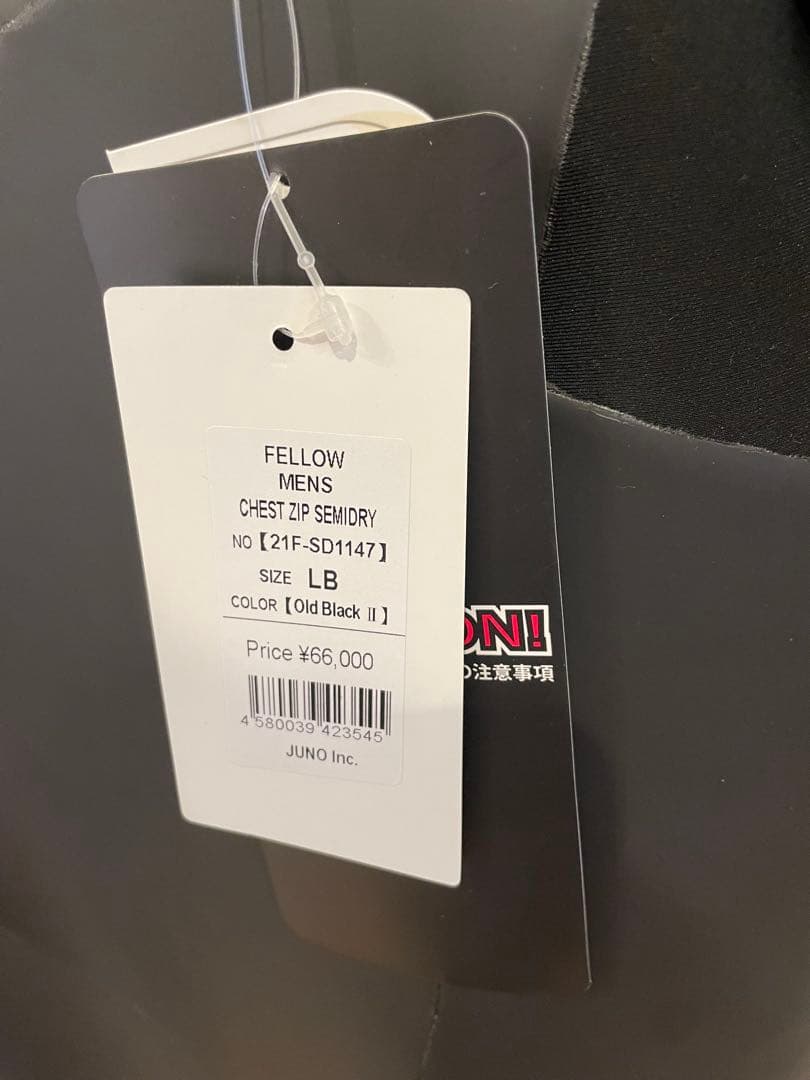 FELLOW
MENS
CHEST ZIP SEMIDRY
NO【21F-SD1147】
SIZE LB
COLOR【Old Black Ⅱ】
Price ¥66,000
4 580039 423545
JUNO Inc.
ON!
の注意事項